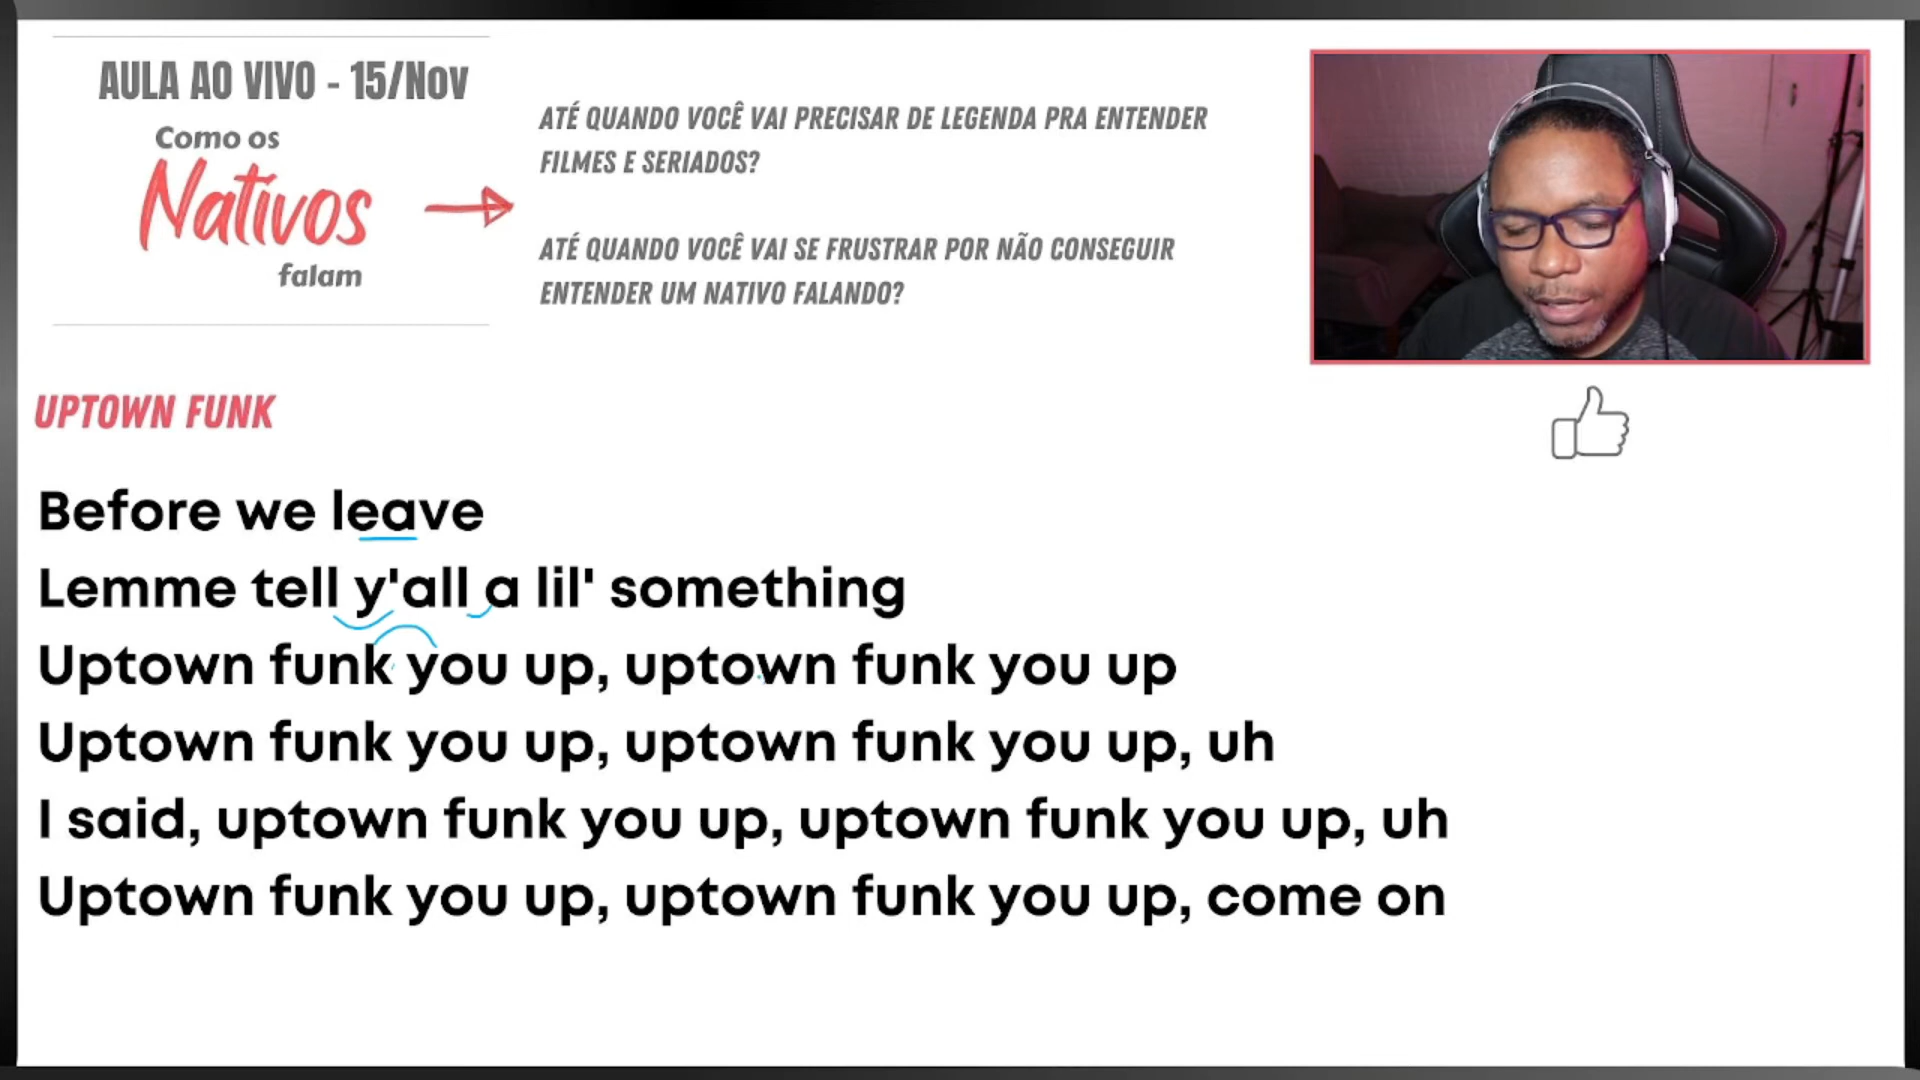 AULA AO VIVO - 15/Nov
Como os
Nativos
falam
ATÉ QUANDO VOCÊ VAI PRECISAR DE LEGENDA PRA ENTENDER
FILMES E SERIADOS?
ATÉ QUANDO VOCÊ VAI SE FRUSTRAR POR NÃO CONSEGUIR
ENTENDER UM NATIVO FALANDO?
UPTOWN FUNK
Before we leave
Lemme tell y'all a lil' something
Uptown funk you up, uptown funk you up
Uptown funk you up, uptown funk you up, uh
I said, uptown funk you up, uptown funk you up, uh
Uptown funk you up, uptown funk you up, come on